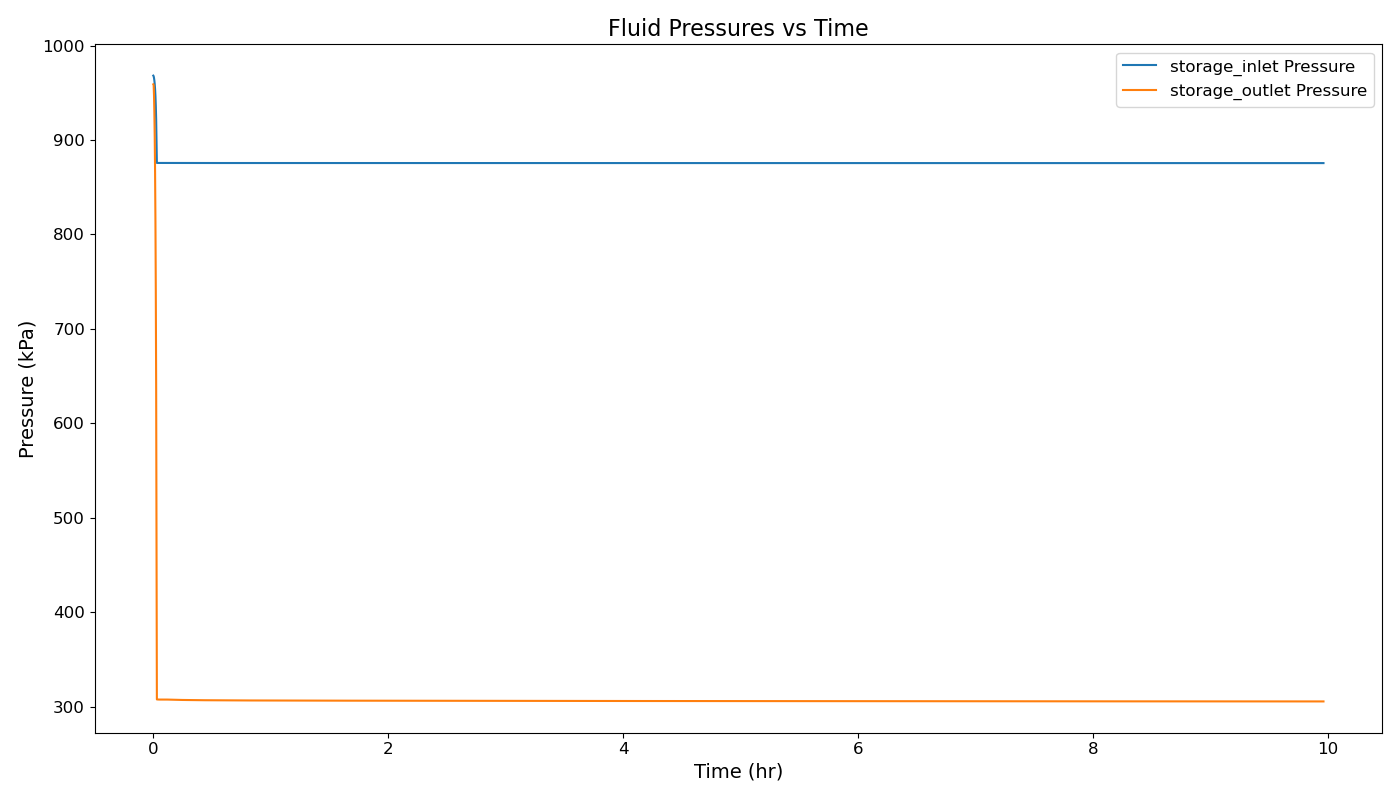 Fluid Pressures vs Time
storage_inlet Pressure
storage_outlet Pressure
Pressure (kPa)
1000
900
800
700
600
500
400
300
0 2 4 6 8 10
Time (hr)